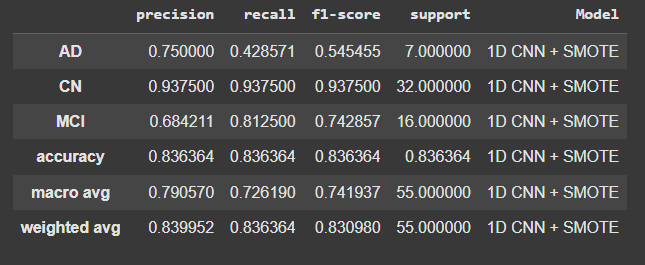 precision recall f1-score support Model
AD 0.750000 0.428571 0.545455 7.000000 1D CNN + SMOTE
CN 0.937500 0.937500 0.937500 32.000000 1D CNN + SMOTE
MCI 0.684211 0.812500 0.742857 16.000000 1D CNN + SMOTE
accuracy 0.836364 0.836364 0.836364 0.836364 1D CNN + SMOTE
macro avg 0.790570 0.726190 0.741937 55.000000 1D CNN + SMOTE
weighted avg 0.839952 0.836364 0.830980 55.000000 1D CNN + SMOTE